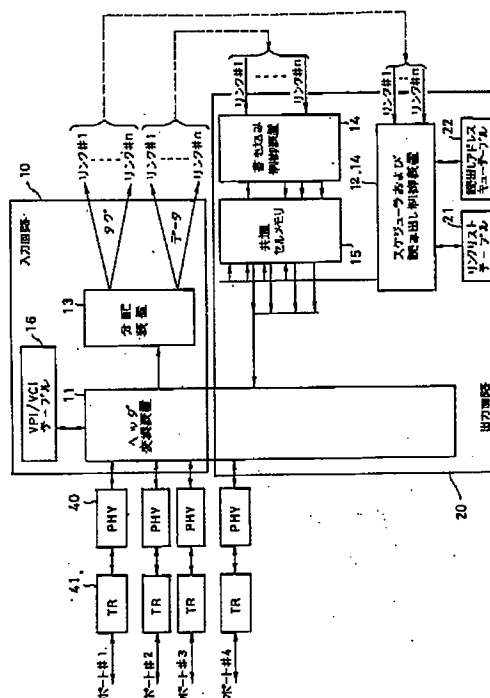 10
入力回路
16
VPI/VCI
テーブル
11
ヘッダ
変換装置
13
分配
装置
タグ
データ
リンク#1
リンク#n
リンク#1
リンク#n
40
PHY
PHY
PHY
PHY
41
TR
TR
TR
TR
ポート#1
ポート#2
ポート#3
ポート#4
リンク#1
リンク#n
14
書き込み
制御装置
15
共通
セルメモリ
リンク#1
リンク#n
12,14
スケジューラおよび
読み出し制御装置
21
リンクリスト
テーブル
22
読出しアドレス
キューテーブル
20
出力回路